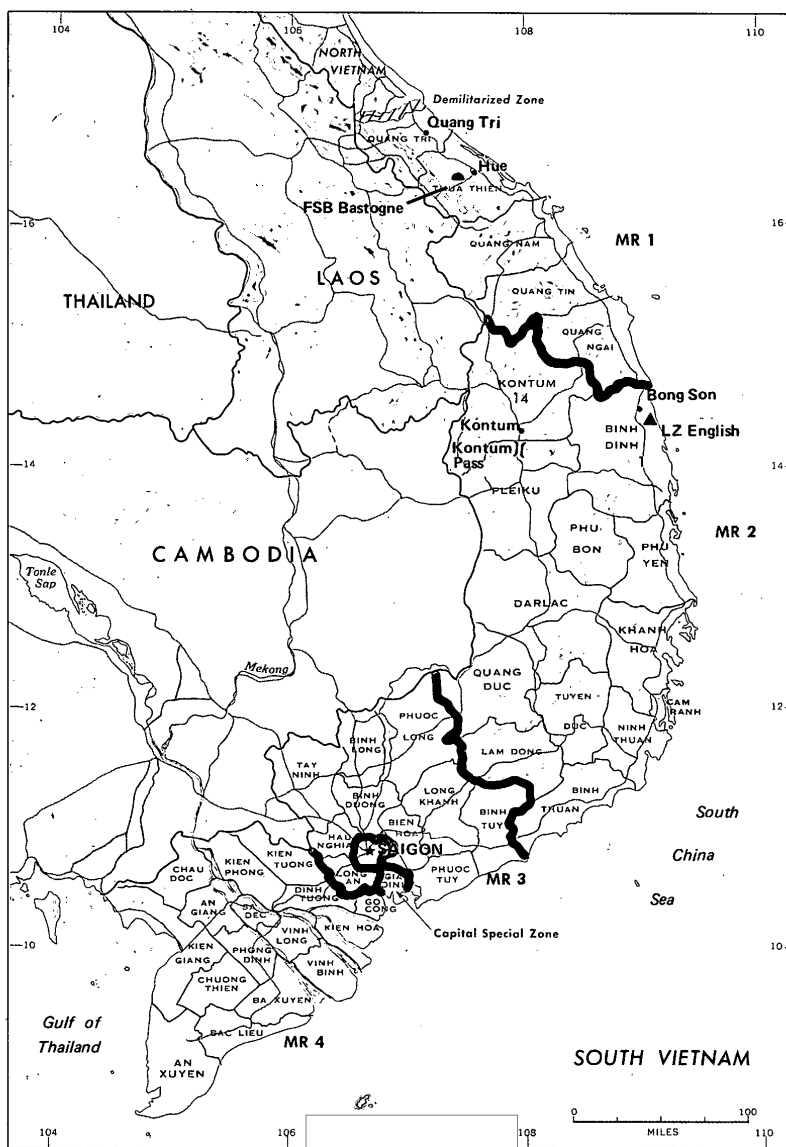 104
106
108
110
NORTH
VIETNAM
Demilitarized Zone
Quang Tri
QUANG TRI
Hue
THUA THIEN
FSB Bastogne
16
16
QUANG NAM
MR 1
LAOS
THAILAND
QUANG TIN
QUANG
NGAI
KONTUM
14
Bong Son
Kontum
LZ English
BINH
DINH
Kontum
Pass
14
14
PLEIKU
MR 2
PHU
BON
PHU
YEN
CAMBODIA
Tonle
Sap
DARLAC
KHANH
HOA
Mekong
QUANG
DUC
12
12
TUYEN
DUC
CAM
RANH
NINH
THUAN
PHUOC
LONG
BINH
LONG
LAM DONG
TAY
NINH
BINH
DUONG
LONG
KHANH
BINH
TUY
BINH
THUAN
BIEN
HOA
South
China
Sea
HAU
NGHIA
SAIGON
KIEN
TUONG
KIEN
PHONG
CHAU
DOC
LONG
AN
GIA
DINH
PHUOC
TUY
MR 3
DINH
TUONG
GO
CONG
AN
GIANG
SA
DEC
KIEN HOA
Capital Special Zone
VINH
LONG
10
10
KIEN
GIANG
PHONG
DINH
VINH
BINH
CHUONG
THIEN
BA XUYEN
Gulf of
Thailand
BAC LIEU
MR 4
AN
XUYEN
SOUTH VIETNAM
0
100
MILES
104
106
108
110